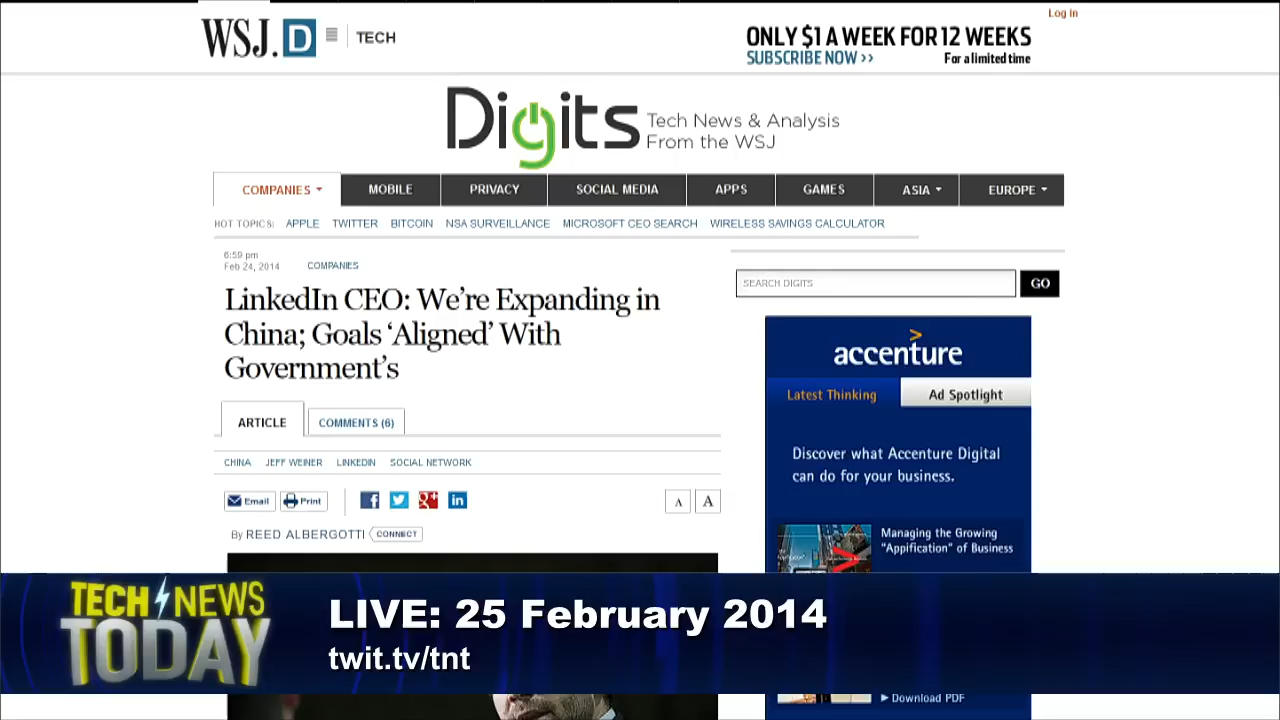 Log In
WSJ.D TECH
ONLY $1 A WEEK FOR 12 WEEKS
SUBSCRIBE NOW >> For a limited time
Digits Tech News & Analysis
From the WSJ
COMPANIES MOBILE PRIVACY SOCIAL MEDIA APPS GAMES ASIA EUROPE
HOT TOPICS: APPLE TWITTER BITCOIN NSA SURVEILLANCE MICROSOFT CEO SEARCH WIRELESS SAVINGS CALCULATOR
6:59 pm
Feb 24, 2014 COMPANIES
LinkedIn CEO: We’re Expanding in
China; Goals ‘Aligned’ With
Government’s
ARTICLE COMMENTS (6)
CHINA JEFF WEINER LINKEDIN SOCIAL NETWORK
Email Print A A
By REED ALBERGOTTI CONNECT
SEARCH DIGITS GO
accenture
Latest Thinking Ad Spotlight
Discover what Accenture Digital
can do for your business.
Managing the Growing
“Appification” of Business
Download PDF
TECH NEWS
TODAY
LIVE: 25 February 2014
twit.tv/tnt